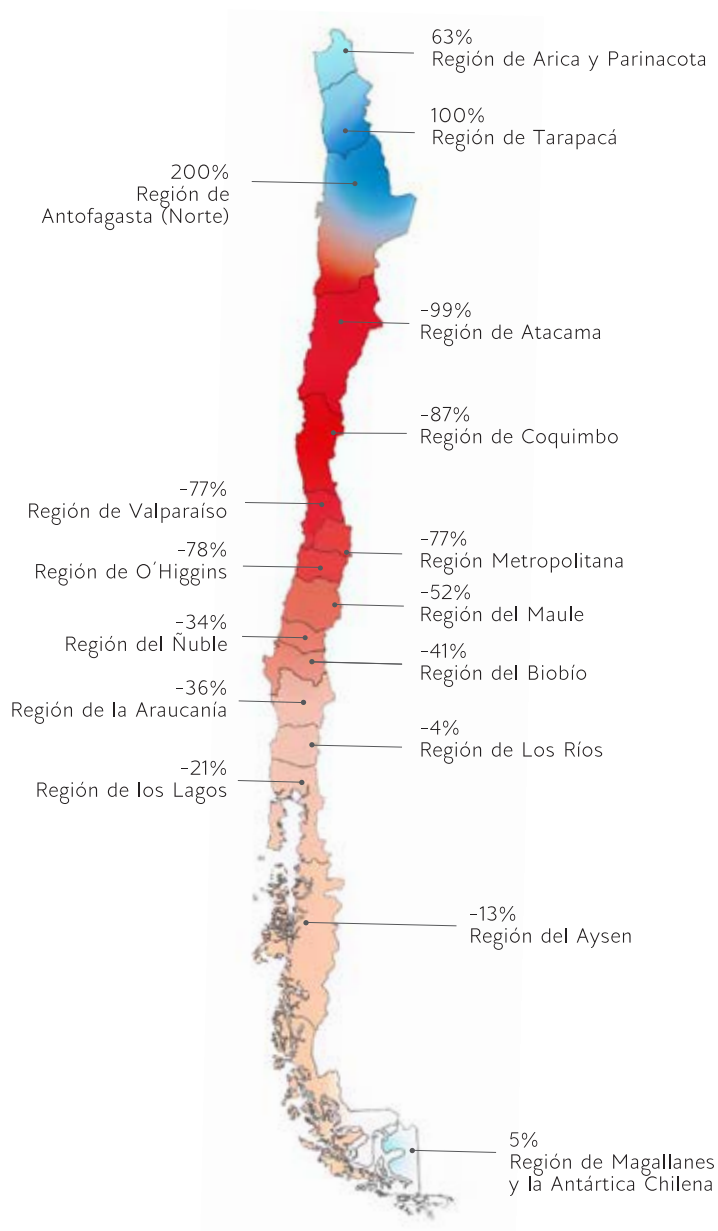 63%
Región de Arica y Parinacota
100%
Región de Tarapacá
200%
Región de
Antofagasta (Norte)
-99%
Región de Atacama
-87%
Región de Coquimbo
-77%
Región de Valparaíso
-77%
Región Metropolitana
-78%
Región de O´Higgins
-52%
Región del Maule
-34%
Región del Ñuble
-41%
Región del Biobío
-36%
Región de la Araucanía
-4%
Región de Los Ríos
-21%
Región de los Lagos
-13%
Región del Aysen
5%
Región de Magallanes
y la Antártica Chilena